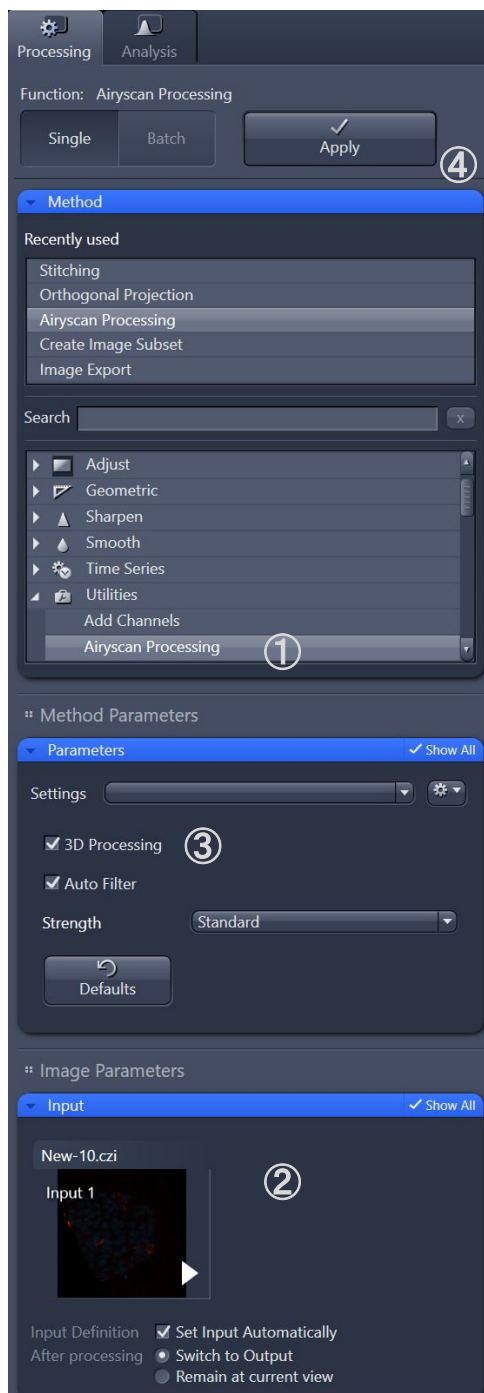 Processing Analysis
Function: Airyscan Processing
Single Batch Apply
④
Method
Recently used
Stitching
Orthogonal Projection
Airyscan Processing
Create Image Subset
Image Export
Search x
Adjust
Geometric
Sharpen
Smooth
Time Series
Utilities
Add Channels
Airyscan Processing ①
Method Parameters
Parameters Show All
Settings
3D Processing ③
Auto Filter
Strength Standard
Defaults
Image Parameters
Input Show All
New-10.czi
Input 1 ②
Input Definition Set Input Automatically
After processing Switch to Output
Remain at current view